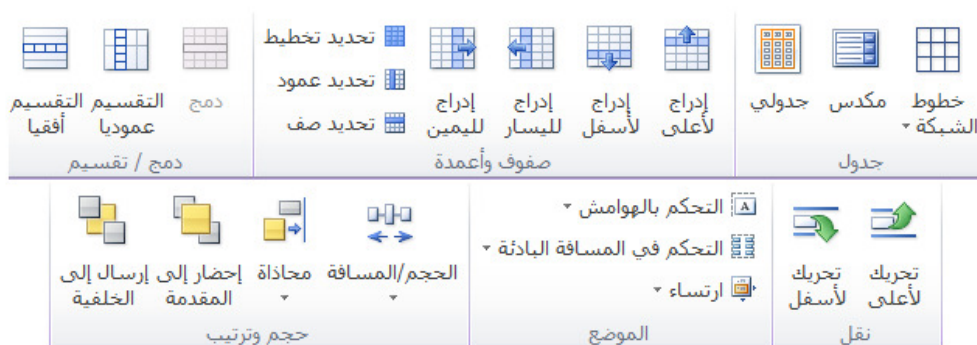 خطوط الشبكة
مكدس
جدولي
جدول
إدراج لأعلى
إدراج لأسفل
إدراج لليسار
إدراج لليمين
تحديد تخطيط
تحديد عمود
تحديد صف
صفوف وأعمدة
دمج
التقسيم عموديا
التقسيم أفقيا
دمج / تقسيم
تحريك لأعلى
تحريك لأسفل
نقل
A
التحكم بالهوامش
التحكم في المسافة البادئة
ارتساء
الموضع
الحجم/المسافة
محاذاة
إحضار إلى المقدمة
إرسال إلى الخلفية
حجم وترتيب